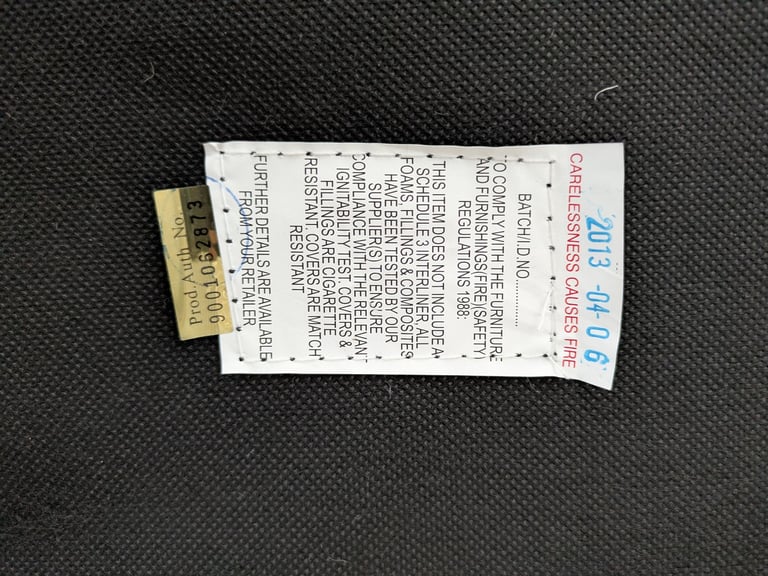 2013-04-06
CARELESSNESS CAUSES FIRE
BATCH/I.D.NO.............
TO COMPLY WITH THE FURNITURE
AND FURNISHINGS(FIRE)(SAFETY)
REGULATIONS 1988:
THIS ITEM DOES NOT INCLUDE A
SCHEDULE 3 INTERLINER, ALL
FOAMS, FILLINGS & COMPOSITES
HAVE BEEN TESTED BY OUR
SUPPLIER(S) TO ENSURE
COMPLIANCE WITH THE RELEVANT
IGNITABILITY TEST. COVERS &
FILLINGS ARE CIGARETTE
RESISTANT. COVERS ARE MATCH
RESISTANT
FURTHER DETAILS ARE AVAILABLE
FROM YOUR RETAILER
Prod. Auth No.
9001062873